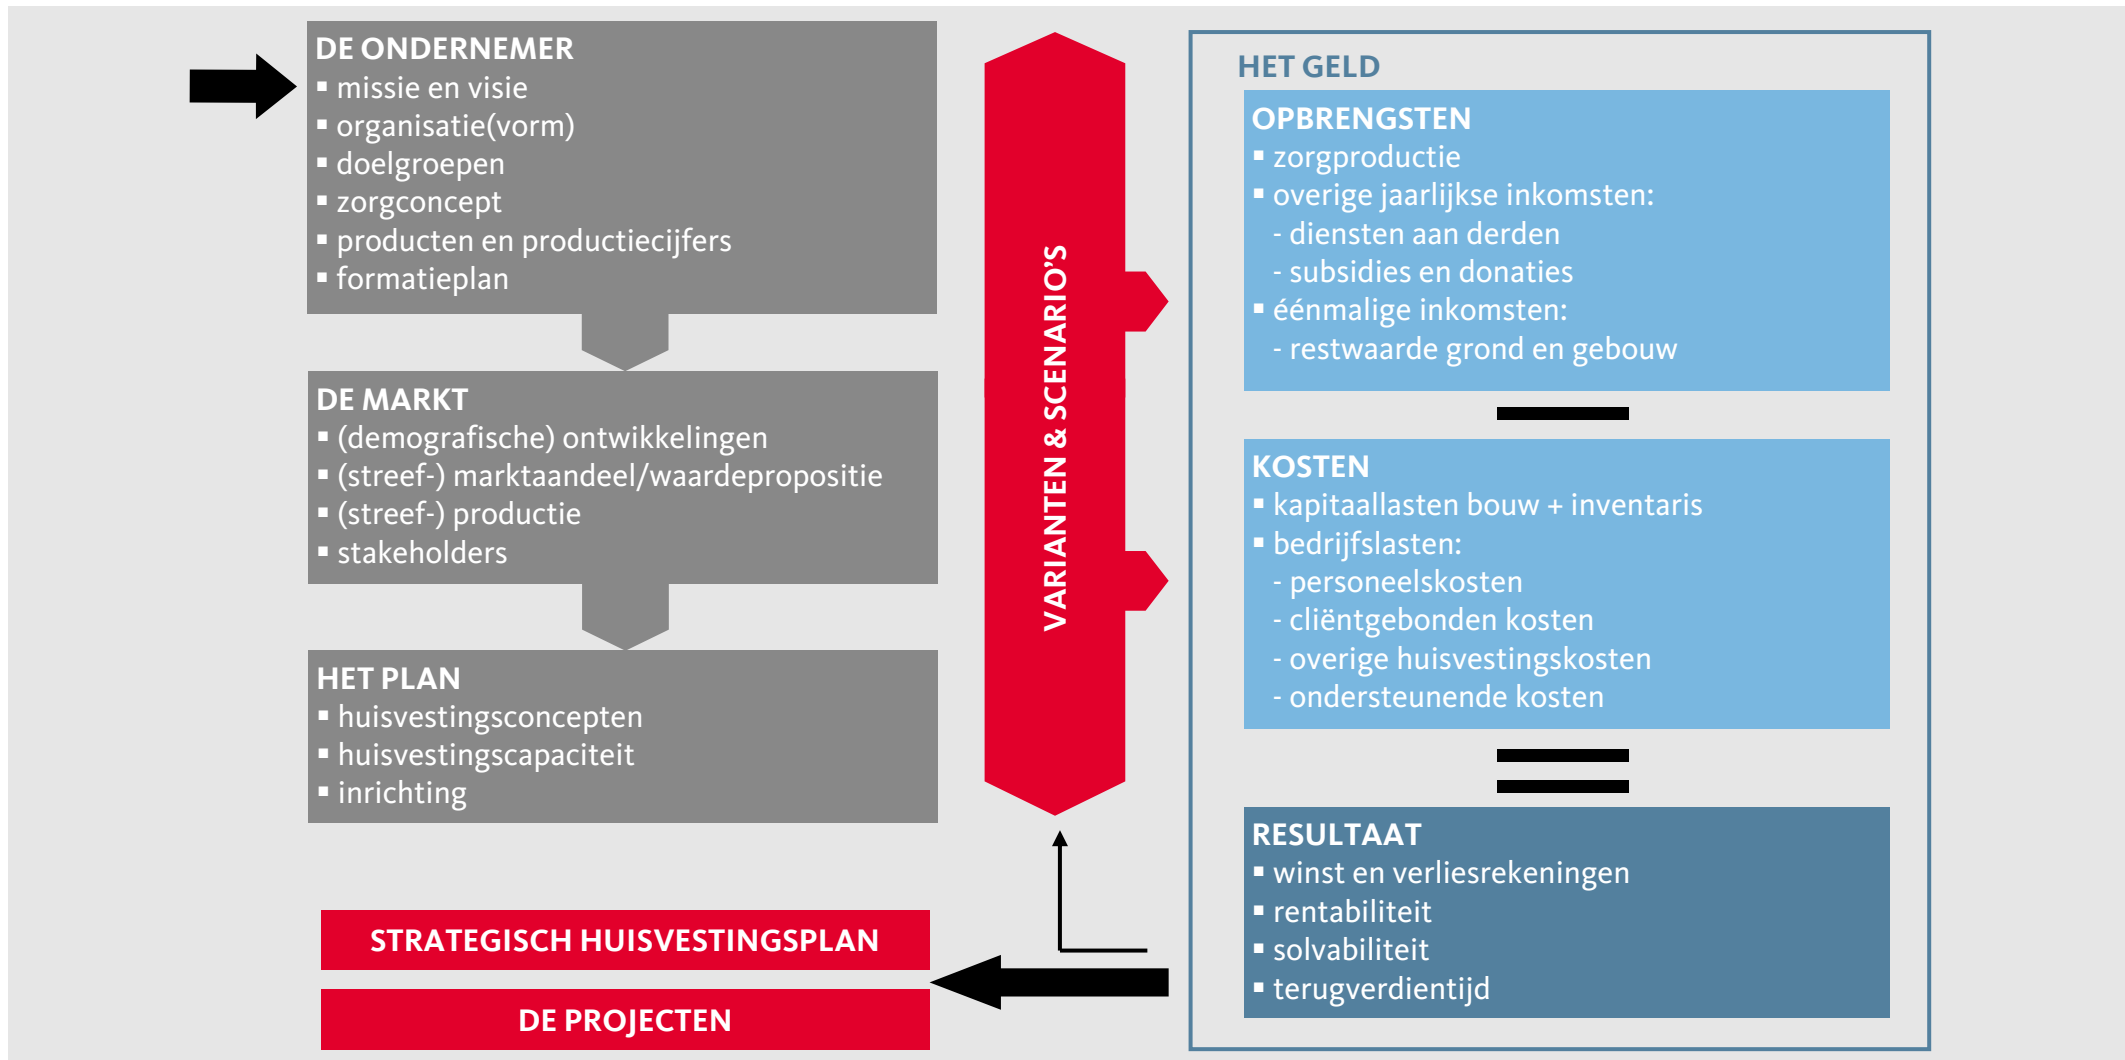 DE ONDERNEMER
▪ missie en visie
▪ organisatie(vorm)
▪ doelgroepen
▪ zorgconcept
▪ producten en productiecijfers
▪ formatieplan
DE MARKT
▪ (demografische) ontwikkelingen
▪ (streef-) marktaandeel/waardepropositie
▪ (streef-) productie
▪ stakeholders
HET PLAN
▪ huisvestingsconcepten
▪ huisvestingscapaciteit
▪ inrichting
VARIANTEN & SCENARIO'S
HET GELD
OPBRENGSTEN
▪ zorgproductie
▪ overige jaarlijkse inkomsten:
- diensten aan derden
- subsidies en donaties
▪ éénmalige inkomsten:
- restwaarde grond en gebouw
KOSTEN
▪ kapitaallasten bouw + inventaris
▪ bedrijfslasten:
- personeelskosten
- cliëntgebonden kosten
- overige huisvestingskosten
- ondersteunende kosten
RESULTAAT
▪ winst en verliesrekeningen
▪ rentabiliteit
▪ solvabiliteit
▪ terugverdientijd
STRATEGISCH HUISVESTINGSPLAN
DE PROJECTEN